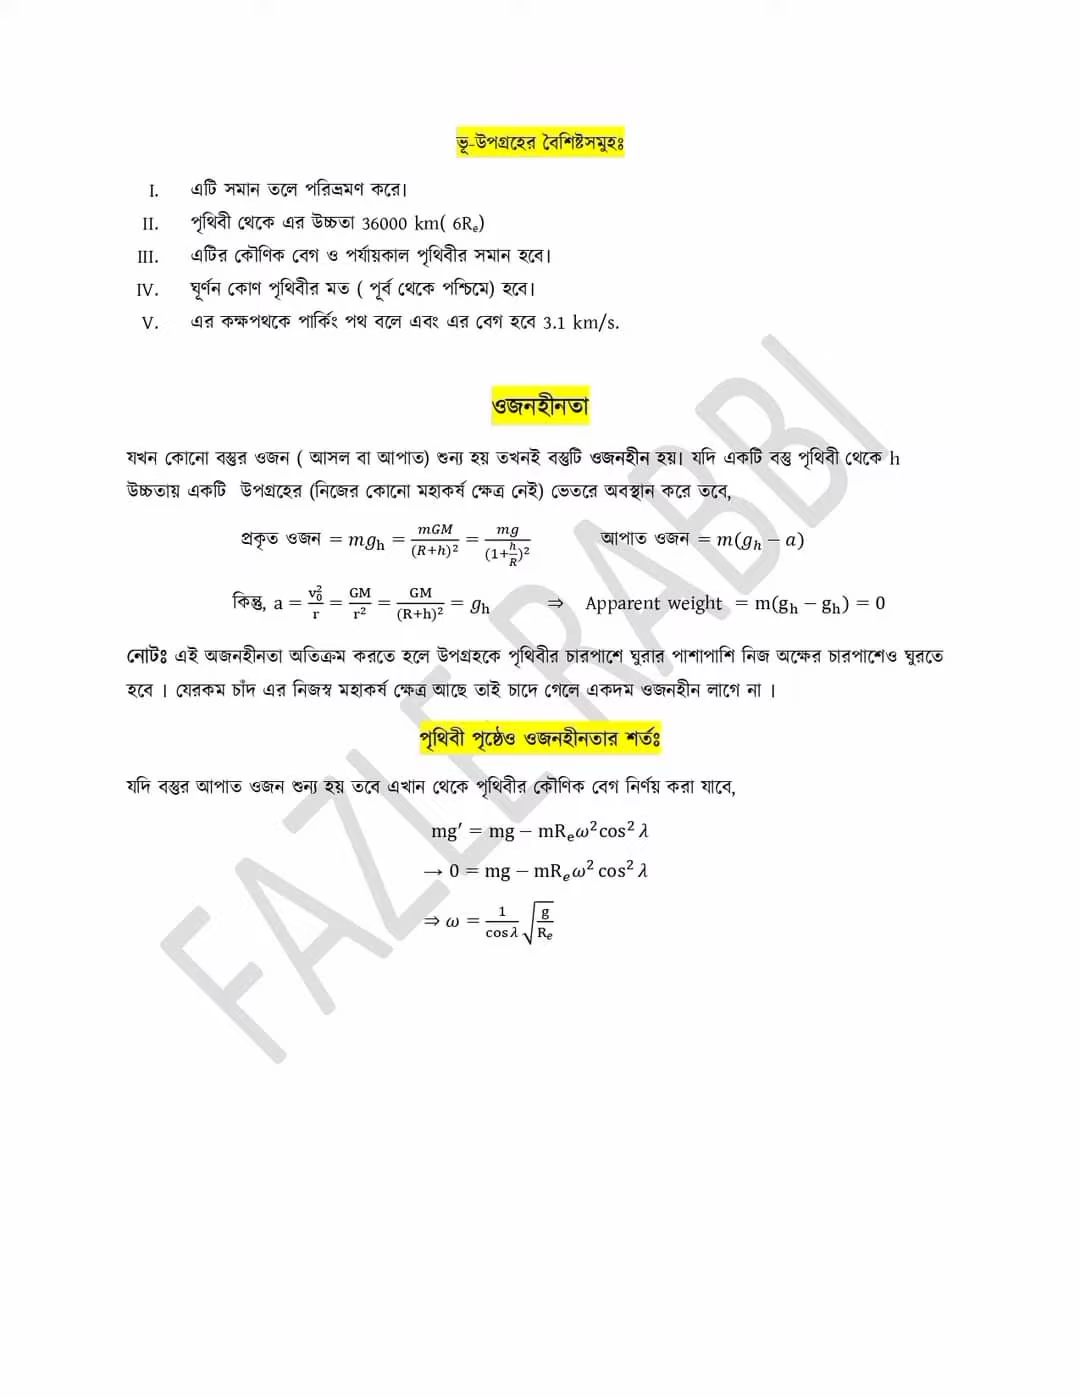 ভূ-উপগ্রহের বৈশিষ্টসমুহঃ
I. এটি সমান তলে পরিভ্রমণ করে।
II. পৃথিবী থেকে এর উচ্চতা 36000 km( 6Rₑ)
III. এটির কৌণিক বেগ ও পর্যায়কাল পৃথিবীর সমান হবে।
IV. ঘূর্ণন কোণ পৃথিবীর মত ( পূর্ব থেকে পশ্চিমে) হবে।
V. এর কক্ষপথকে পার্কিং পথ বলে এবং এর বেগ হবে 3.1 km/s.
ওজনহীনতা
যখন কোনো বস্তুর ওজন ( আসল বা আপাত) শুন্য হয় তখনই বস্তুটি ওজনহীন হয়। যদি একটি বস্তু পৃথিবী থেকে h
উচ্চতায় একটি উপগ্রহের (নিজের কোনো মহাকর্ষ ক্ষেত্র নেই) ভেতরে অবস্থান করে তবে,
প্রকৃত ওজন = mg_h = mGM/(R+h)² = mg/(1+h/R)² আপাত ওজন = m(g_h − a)
কিন্তু, a = v₀²/r = GM/r² = GM/(R+h)² = g_h ⇒ Apparent weight = m(g_h − g_h) = 0
নোটঃ এই অজনহীনতা অতিক্রম করতে হলে উপগ্রহকে পৃথিবীর চারপাশে ঘুরার পাশাপাশি নিজ অক্ষের চারপাশেও ঘুরতে
হবে । যেরকম চাঁদ এর নিজস্ব মহাকর্ষ ক্ষেত্র আছে তাই চাদে গেলে একদম ওজনহীন লাগে না ।
পৃথিবী পৃষ্ঠেও ওজনহীনতার শর্তঃ
যদি বস্তুর আপাত ওজন শুন্য হয় তবে এখান থেকে পৃথিবীর কৌণিক বেগ নির্ণয় করা যাবে,
mg′ = mg − mRₑω²cos² λ
→ 0 = mg − mRₑω² cos² λ
⇒ ω = 1/cos λ √(g/Rₑ)
FAZLE RABBI